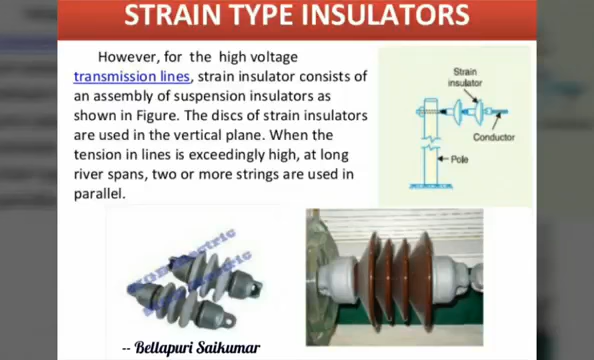 STRAIN TYPE INSULATORS
However, for the high voltage
transmission lines, strain insulator consists of
an assembly of suspension insulators as
shown in Figure. The discs of strain insulators
are used in the vertical plane. When the
tension in lines is exceedingly high, at long
river spans, two or more strings are used in
parallel.
Strain
insulator
Conductor
Pole
-- Bellapuri Saikumar